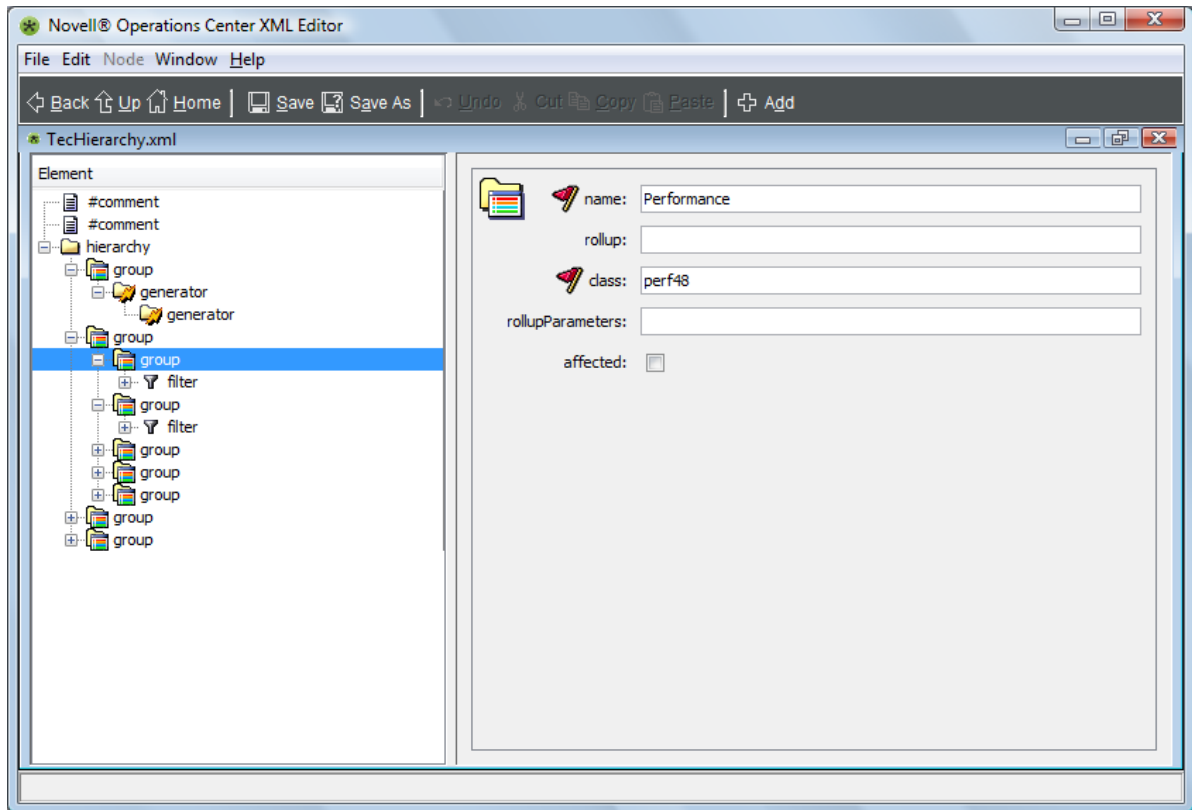 Novell® Operations Center XML Editor
File Edit Node Window Help
Back Up Home Save Save As Undo Cut Copy Paste Add
TecHierarchy.xml
Element
#comment
#comment
hierarchy
group
generator
generator
group
group
filter
group
filter
group
group
group
group
group
name: Performance
rollup:
class: perf48
rollupParameters:
affected: